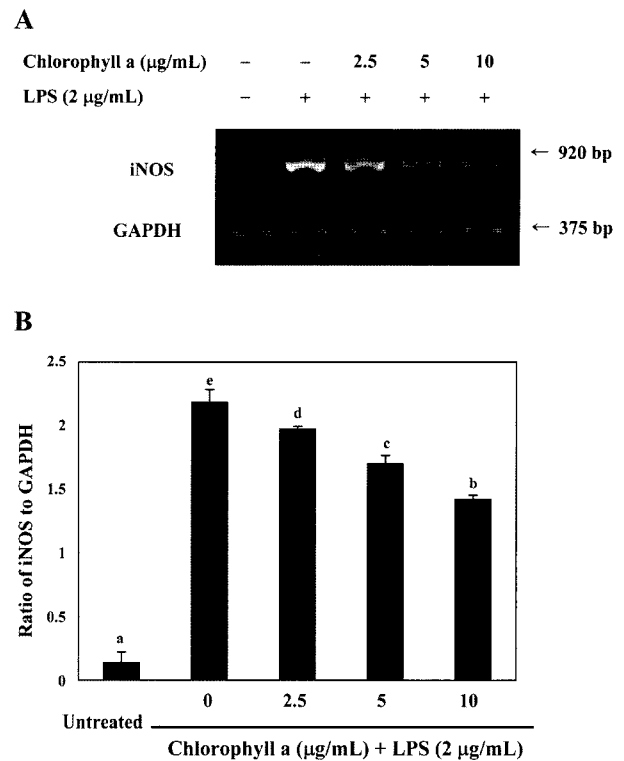 A
Chlorophyll a (μg/mL) – – 2.5 5 10
LPS (2 μg/mL) – + + + +
iNOS
← 920 bp
GAPDH
← 375 bp
B
Ratio of iNOS to GAPDH
2.5
2
1.5
1
0.5
0
a
e
d
c
b
Untreated
0 2.5 5 10
Chlorophyll a (μg/mL) + LPS (2 μg/mL)